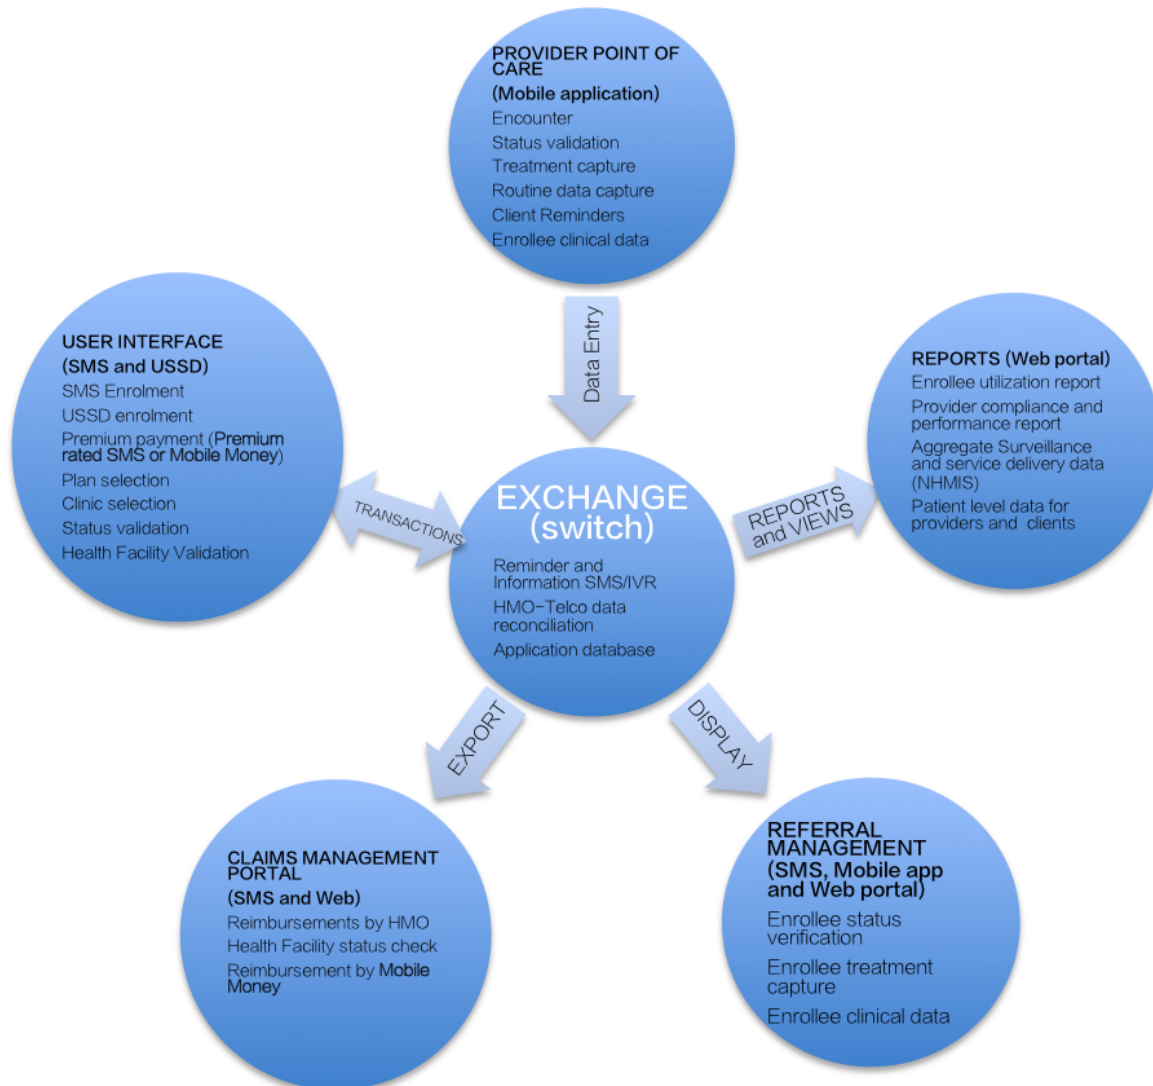 PROVIDER POINT OF
CARE
(Mobile application)
Encounter
Status validation
Treatment capture
Routine data capture
Client Reminders
Enrollee clinical data
Data Entry
USER INTERFACE
(SMS and USSD)
SMS Enrolment
USSD enrolment
Premium payment (Premium
rated SMS or Mobile Money)
Plan selection
Clinic selection
Status validation
Health Facility Validation
TRANSACTIONS
EXCHANGE
(switch)
Reminder and
Information SMS/IVR
HMO-Telco data
reconciliation
Application database
REPORTS
and VIEWS
REPORTS (Web portal)
Enrollee utilization report
Provider compliance and
performance report
Aggregate Surveillance
and service delivery data
(NHMIS)
Patient level data for
providers and clients
EXPORT
DISPLAY
CLAIMS MANAGEMENT
PORTAL
(SMS and Web)
Reimbursements by HMO
Health Facility status check
Reimbursement by Mobile
Money
REFERRAL
MANAGEMENT
(SMS, Mobile app
and Web portal)
Enrollee status
verification
Enrollee treatment
capture
Enrollee clinical data